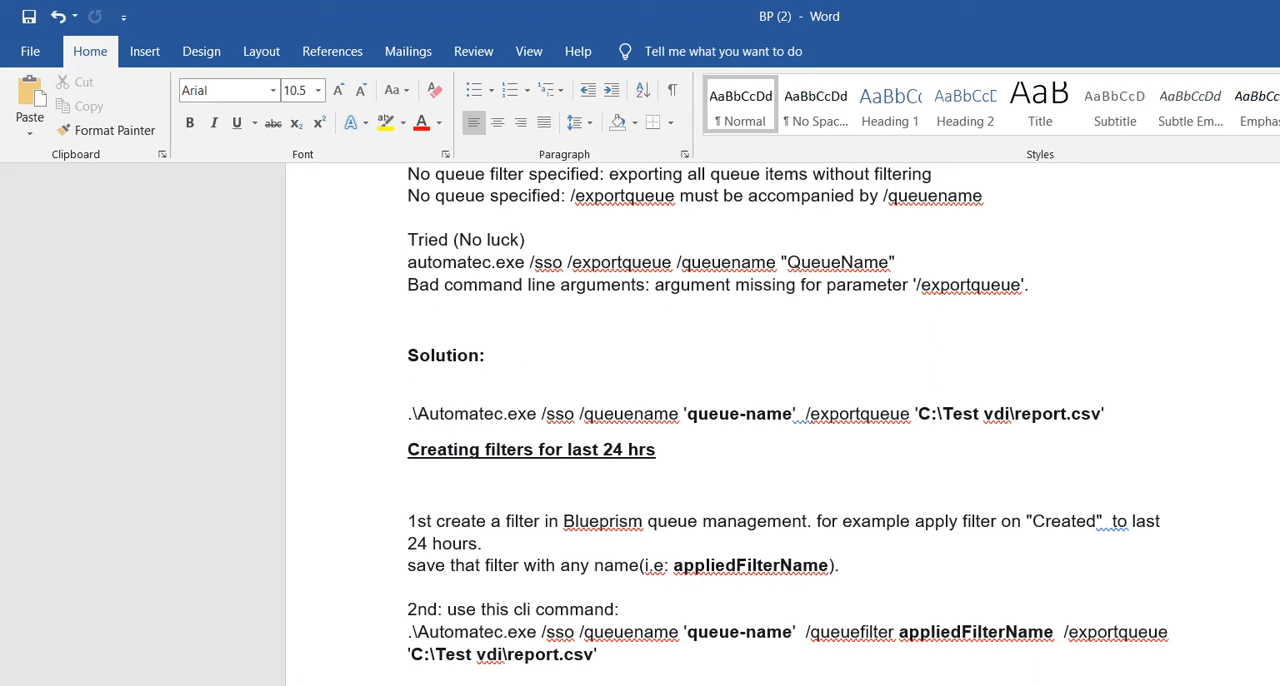 BP (2) - Word
File Home Insert Design Layout References Mailings Review View Help Tell me what you want to do
Paste
Cut
Copy
Format Painter
Clipboard
Arial 10.5
Font
Paragraph
AaBbCcDd AaBbCcDd AaBbCc AaBbCcD AaB AaBbCcD AaBbCcDd AaBbCc
¶ Normal ¶ No Spac... Heading 1 Heading 2 Title Subtitle Subtle Em... Emphas
Styles
No queue filter specified: exporting all queue items without filtering
No queue specified: /exportqueue must be accompanied by /queuename
Tried (No luck)
automatec.exe /sso /exportqueue /queuename "QueueName"
Bad command line arguments: argument missing for parameter '/exportqueue'.
Solution:
.\Automatec.exe /sso /queuename 'queue-name' /exportqueue 'C:\Test vdi\report.csv'
Creating filters for last 24 hrs
1st create a filter in Blueprism queue management. for example apply filter on "Created" to last
24 hours.
save that filter with any name(i.e: appliedFilterName).
2nd: use this cli command:
.\Automatec.exe /sso /queuename 'queue-name' /queuefilter appliedFilterName /exportqueue
'C:\Test vdi\report.csv'